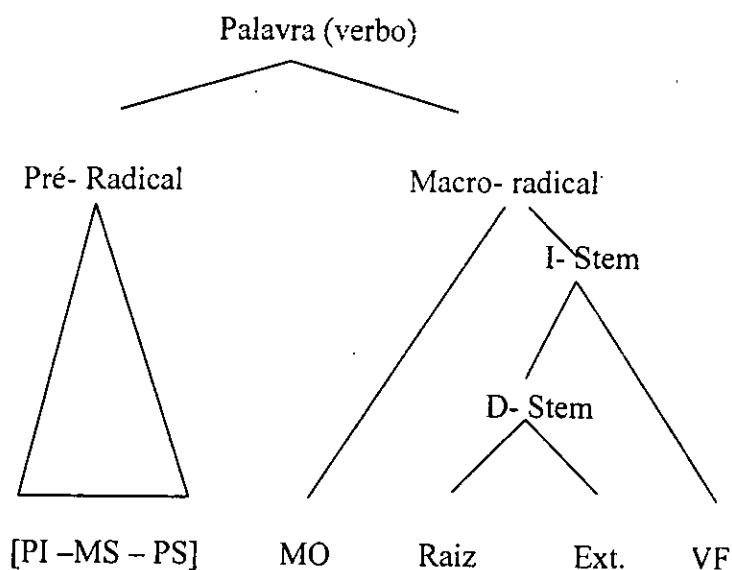 Palavra (verbo)
Pré- Radical
Macro- radical
I- Stem
D- Stem
[PI –MS – PS] MO Raiz Ext. VF